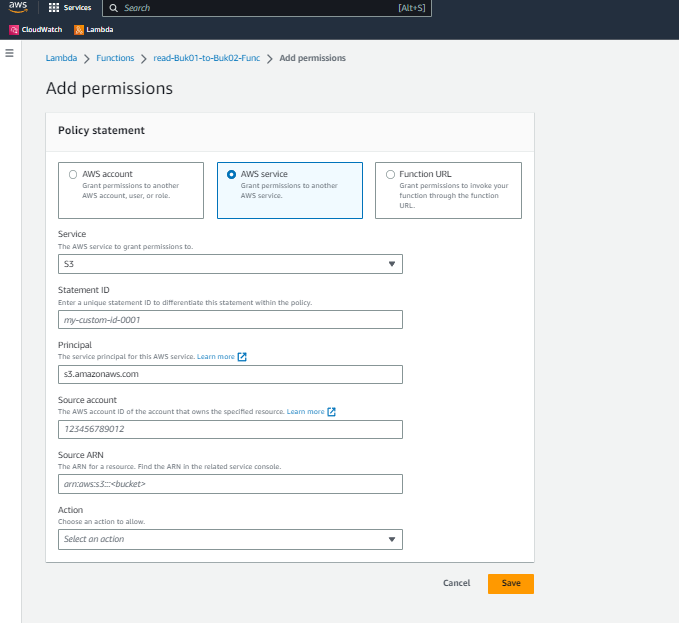 aws
Services
Search
[Alt+S]
CloudWatch
Lambda
Lambda > Functions > read-Buk01-to-Buk02-Func > Add permissions
Add permissions
Policy statement
AWS account
Grant permissions to another
AWS account, user, or role.
AWS service
Grant permissions to another
AWS service.
Function URL
Grant permissions to invoke your
function through the function
URL.
Service
The AWS service to grant permissions to.
S3
Statement ID
Enter a unique statement ID to differentiate this statement within the policy.
my-custom-id-0001
Principal
The service principal for this AWS service. Learn more
s3.amazonaws.com
Source account
The AWS account ID of the account that owns the specified resource. Learn more
123456789012
Source ARN
The ARN for a resource. Find the ARN in the related service console.
arn:aws:s3:::<bucket>
Action
Choose an action to allow.
Select an action
Cancel
Save